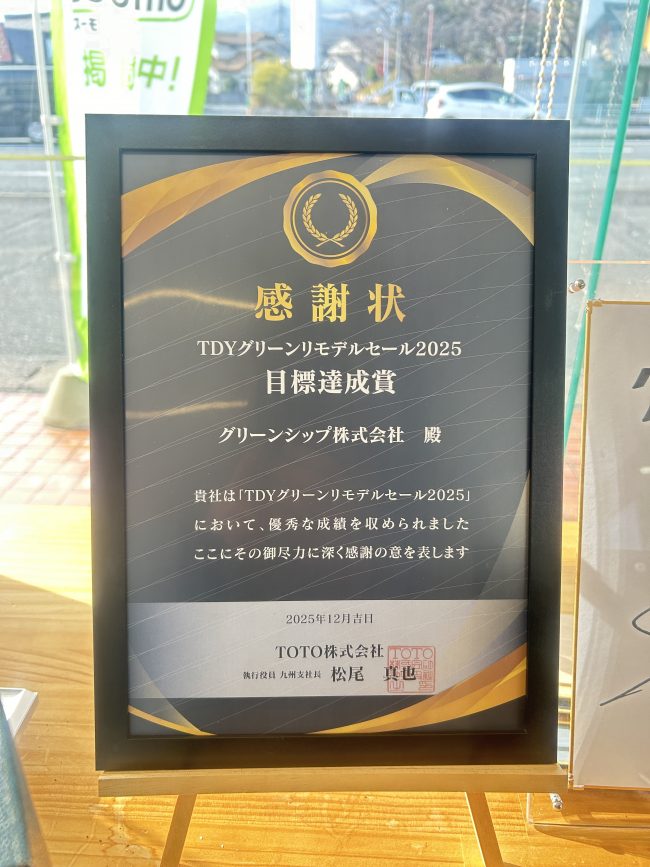 スーモ
掲 中!
感謝状
TDYグリーンリモデルセール2025
目標達成賞
グリーンシップ株式会社 殿
貴社は「TDYグリーンリモデルセール2025」
において、優秀な成績を収められました
ここにその御尽力に深く感謝の意を表します
2025年12月吉日
TOTO株式会社
執行役員 九州支社長 松尾 真也
TOTO